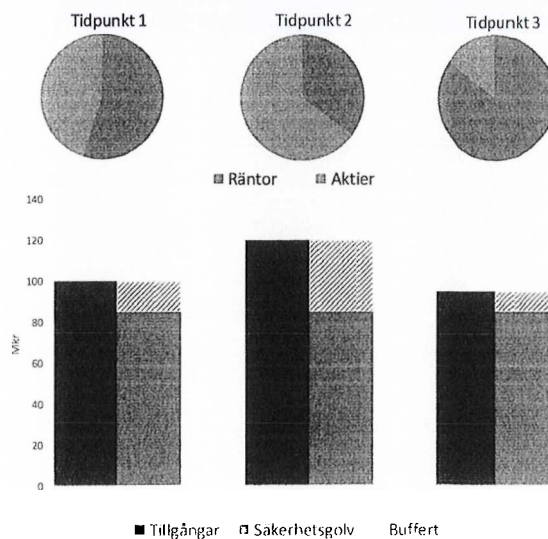 Tidpunkt 1 Tidpunkt 2 Tidpunkt 3
Räntor Aktier
140
120
100
80
60
40
20
0
Mkr
Tillgångar Säkerhetsgolv Buffert